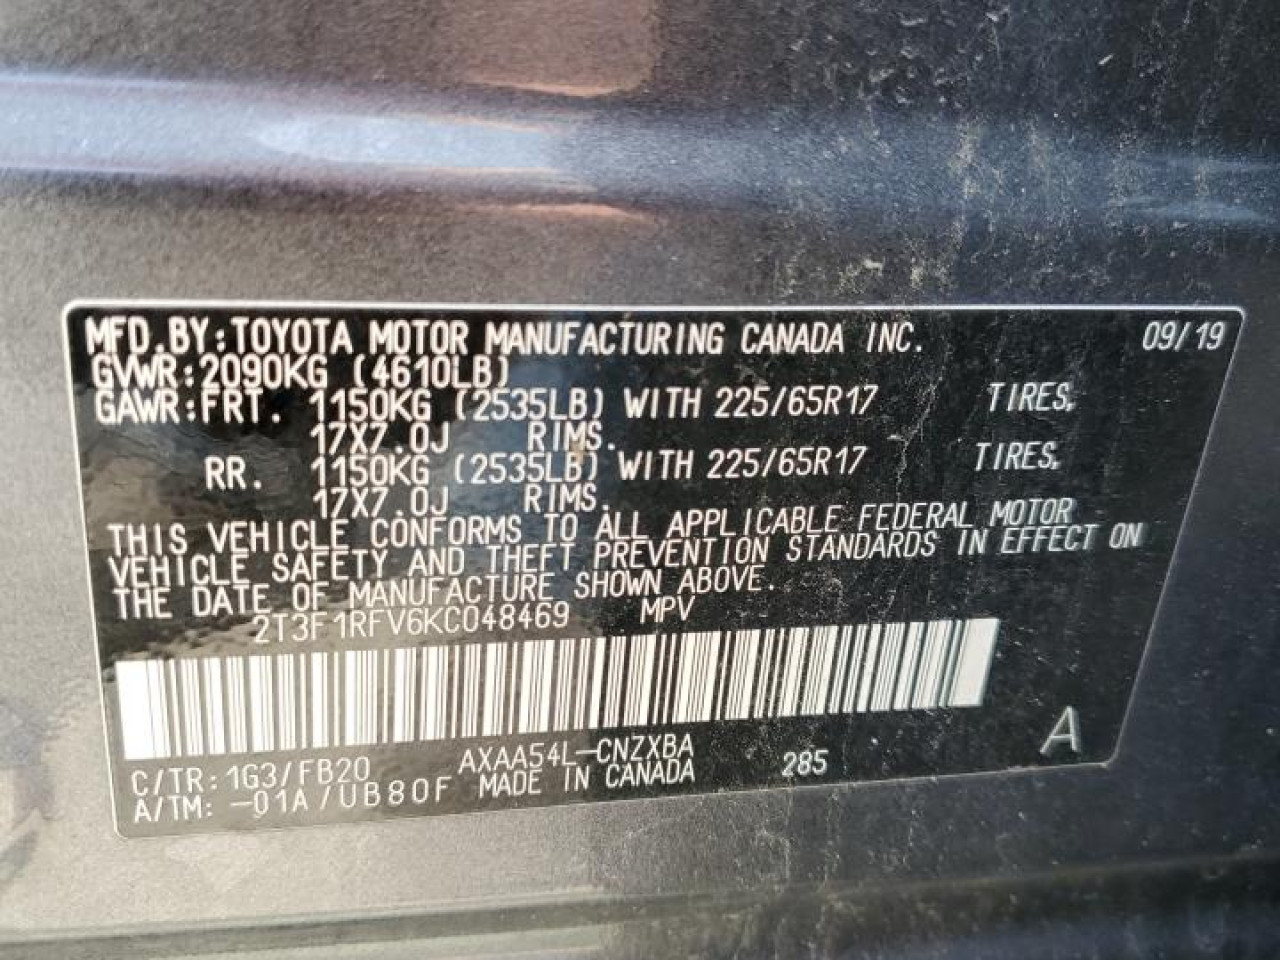 MFD.BY:TOYOTA MOTOR MANUFACTURING CANADA INC. 09/19
GVWR:2090KG (4610LB)
GAWR:FRT. 1150KG (2535LB) WITH 225/65R17 TIRES,
17X7.0J RIMS.
RR. 1150KG (2535LB) WITH 225/65R17 TIRES,
17X7.0J RIMS.
THIS VEHICLE CONFORMS TO ALL APPLICABLE FEDERAL MOTOR
VEHICLE SAFETY AND THEFT PREVENTION STANDARDS IN EFFECT ON
THE DATE OF MANUFACTURE SHOWN ABOVE.
2T3F1RFV6KC048469 MPV
C/TR:1G3/FB20 AXAA54L-CNZXBA 285 A
A/TM:-01A/UB80F MADE IN CANADA